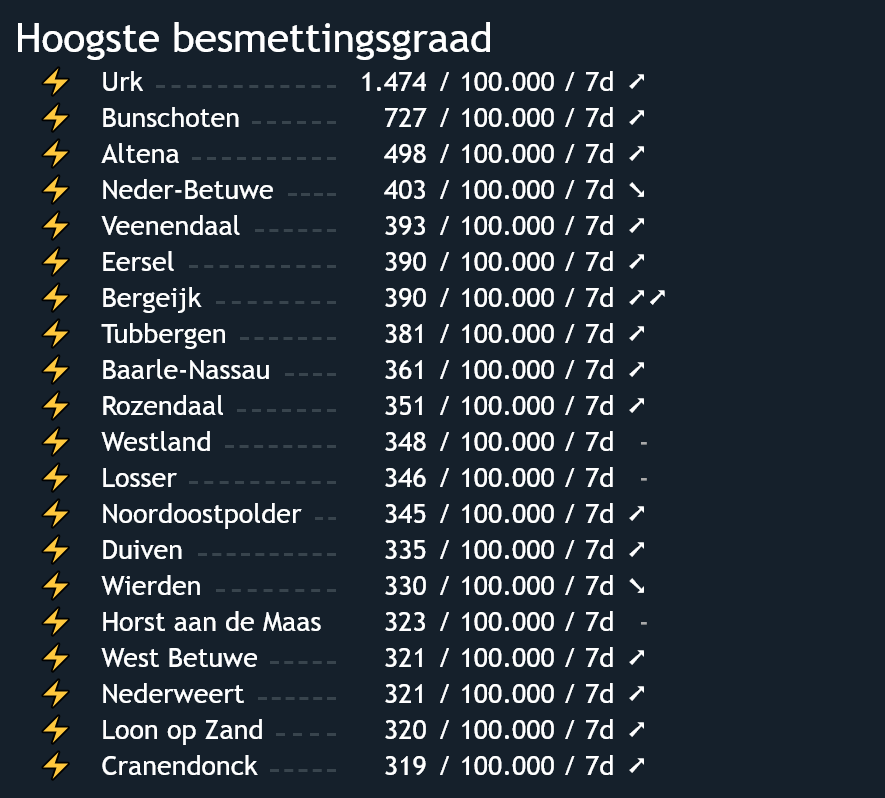 Hoogste besmettingsgraad
⚡ Urk ------------- 1.474 / 100.000 / 7d ➚
⚡ Bunschoten ------ 727 / 100.000 / 7d ➚
⚡ Altena ---------- 498 / 100.000 / 7d ➚
⚡ Neder-Betuwe ---- 403 / 100.000 / 7d ➘
⚡ Veenendaal ------ 393 / 100.000 / 7d ➚
⚡ Eersel ---------- 390 / 100.000 / 7d ➚
⚡ Bergeijk -------- 390 / 100.000 / 7d ➚➚
⚡ Tubbergen ------- 381 / 100.000 / 7d ➚
⚡ Baarle-Nassau ---- 361 / 100.000 / 7d ➚
⚡ Rozendaal ------- 351 / 100.000 / 7d ➚
⚡ Westland -------- 348 / 100.000 / 7d -
⚡ Losser ---------- 346 / 100.000 / 7d -
⚡ Noordoostpolder -- 345 / 100.000 / 7d ➚
⚡ Duiven ---------- 335 / 100.000 / 7d ➚
⚡ Wierden --------- 330 / 100.000 / 7d ➘
⚡ Horst aan de Maas 323 / 100.000 / 7d -
⚡ West Betuwe ----- 321 / 100.000 / 7d ➚
⚡ Nederweert ------ 321 / 100.000 / 7d ➚
⚡ Loon op Zand ---- 320 / 100.000 / 7d ➚
⚡ Cranendonck ----- 319 / 100.000 / 7d ➚